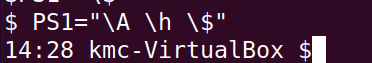 $ PS1="\A \h \$"
14:28 kmc-VirtualBox $